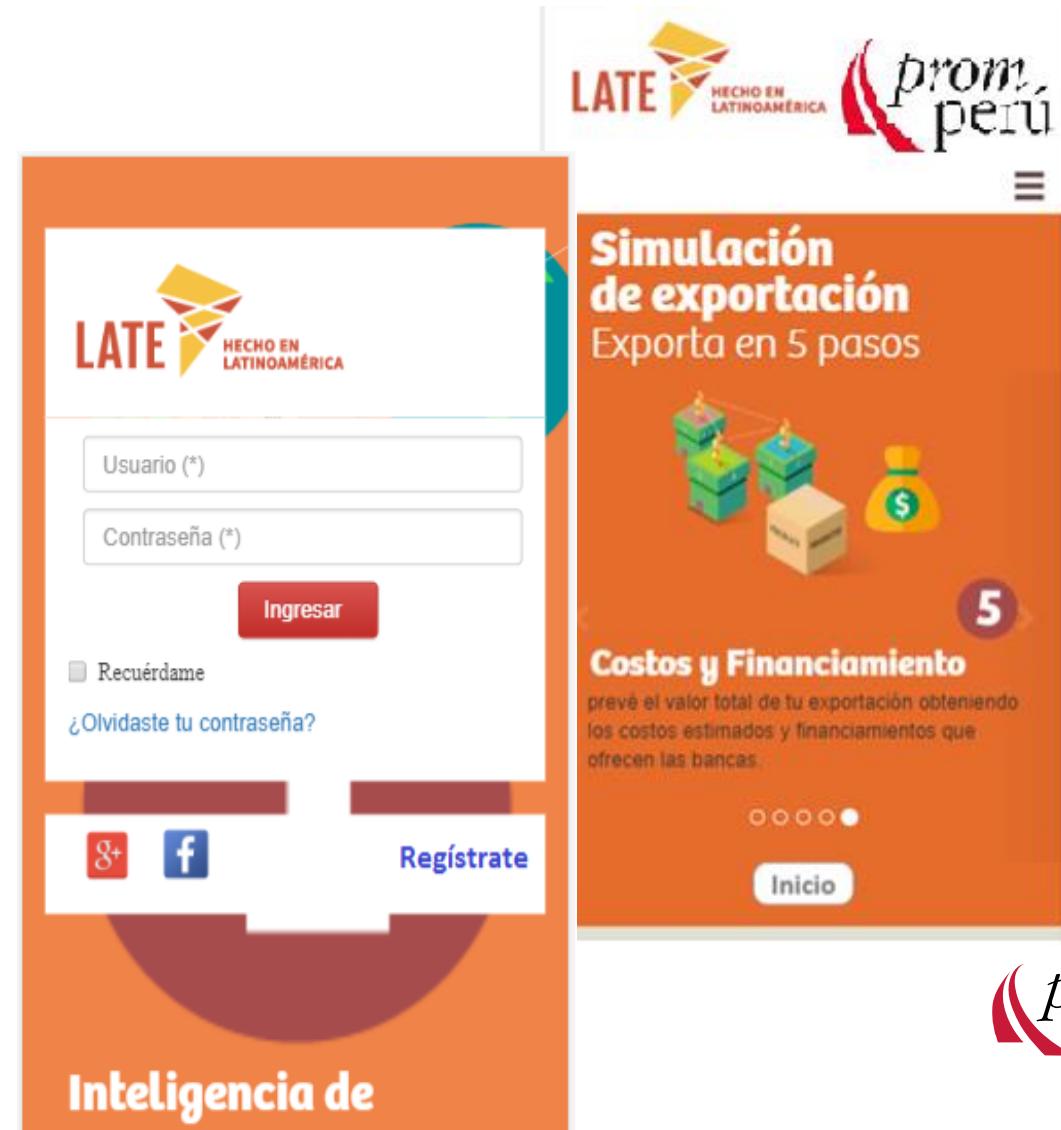 LATE HECHO EN
LATINOAMÉRICA
prom
perú
Simulación
de exportación
Exporta en 5 pasos
5
Costos y Financiamiento
prevé el valor total de tu exportación obteniendo
los costos estimados y financiamientos que
ofrecen las bancas.
Inicio
LATE HECHO EN
LATINOAMÉRICA
Usuario (*)
Contraseña (*)
Ingresar
Recuérdame
¿Olvidaste tu contraseña?
8+ f Regístrate
Inteligencia de
p